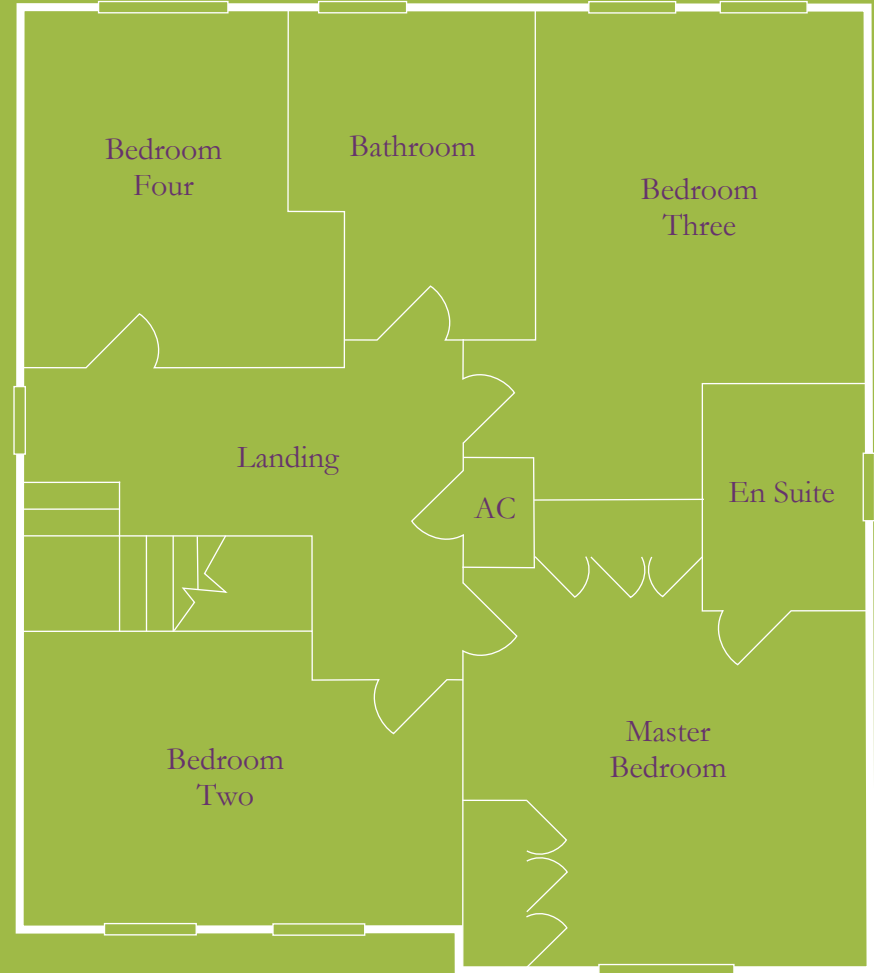 Bedroom
Four
Bathroom
Bedroom
Three
Landing
AC
En Suite
Master
Bedroom
Bedroom
Two